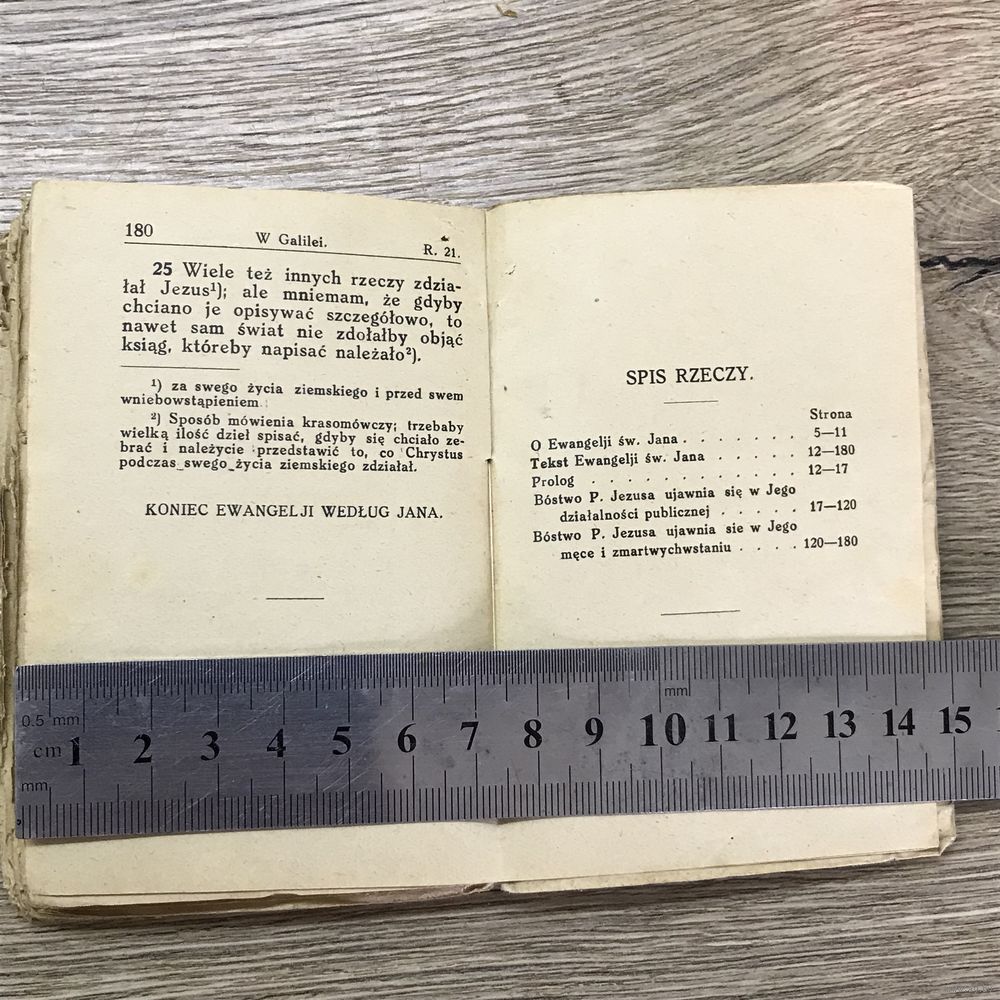 180
W Galilei.
R. 21.
25 Wiele też innych rzeczy zdzia-
łał Jezus¹); ale mniemam, że gdyby
chciano je opisywać szczegółowo, to
nawet sam świat nie zdołałby objąć
ksiąg, któreby napisać należało²).
¹) za swego życia ziemskiego i przed swem
wniebowstąpieniem.
²) Sposób mówienia krasomówczy; trzebaby
wielką ilość dzieł spisać, gdyby się chciało ze-
brać i należycie przedstawić to, co Chrystus
podczas swego życia ziemskiego zdziałał.
KONIEC EWANGELJI WEDŁUG JANA.
SPIS RZECZY.
Strona
O Ewangelji św. Jana . . . . . . . 5—11
Tekst Ewangelji św. Jana . . . . . . 12—180
Prologː . . . . . . . . . . 12—17
Bóstwo P. Jezusa ujawnia się w Jego
działalności publicznej . . . . . 17—120
Bóstwo P. Jezusa ujawnia sie w Jego
męce i zmartwychwstaniu . . . . 120—180
mm
0.5 mm
cm 1 2 3 4 5 6 7 8 9 10 11 12 13 14 15
mm